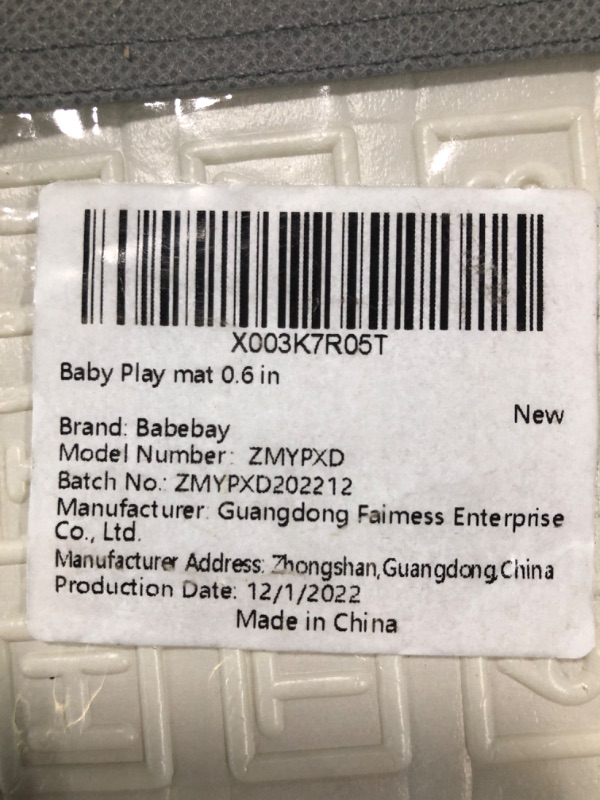 X003K7R05T
Baby Play mat 0.6 in
New
Brand: Babebay
Model Number: ZMYPXD
Batch No.: ZMYPXD202212
Manufacturer: Guangdong Faimess Enterprise
Co., Ltd.
Manufacturer Address: Zhongshan,Guangdong,China
Production Date: 12/1/2022
Made in China
H
I